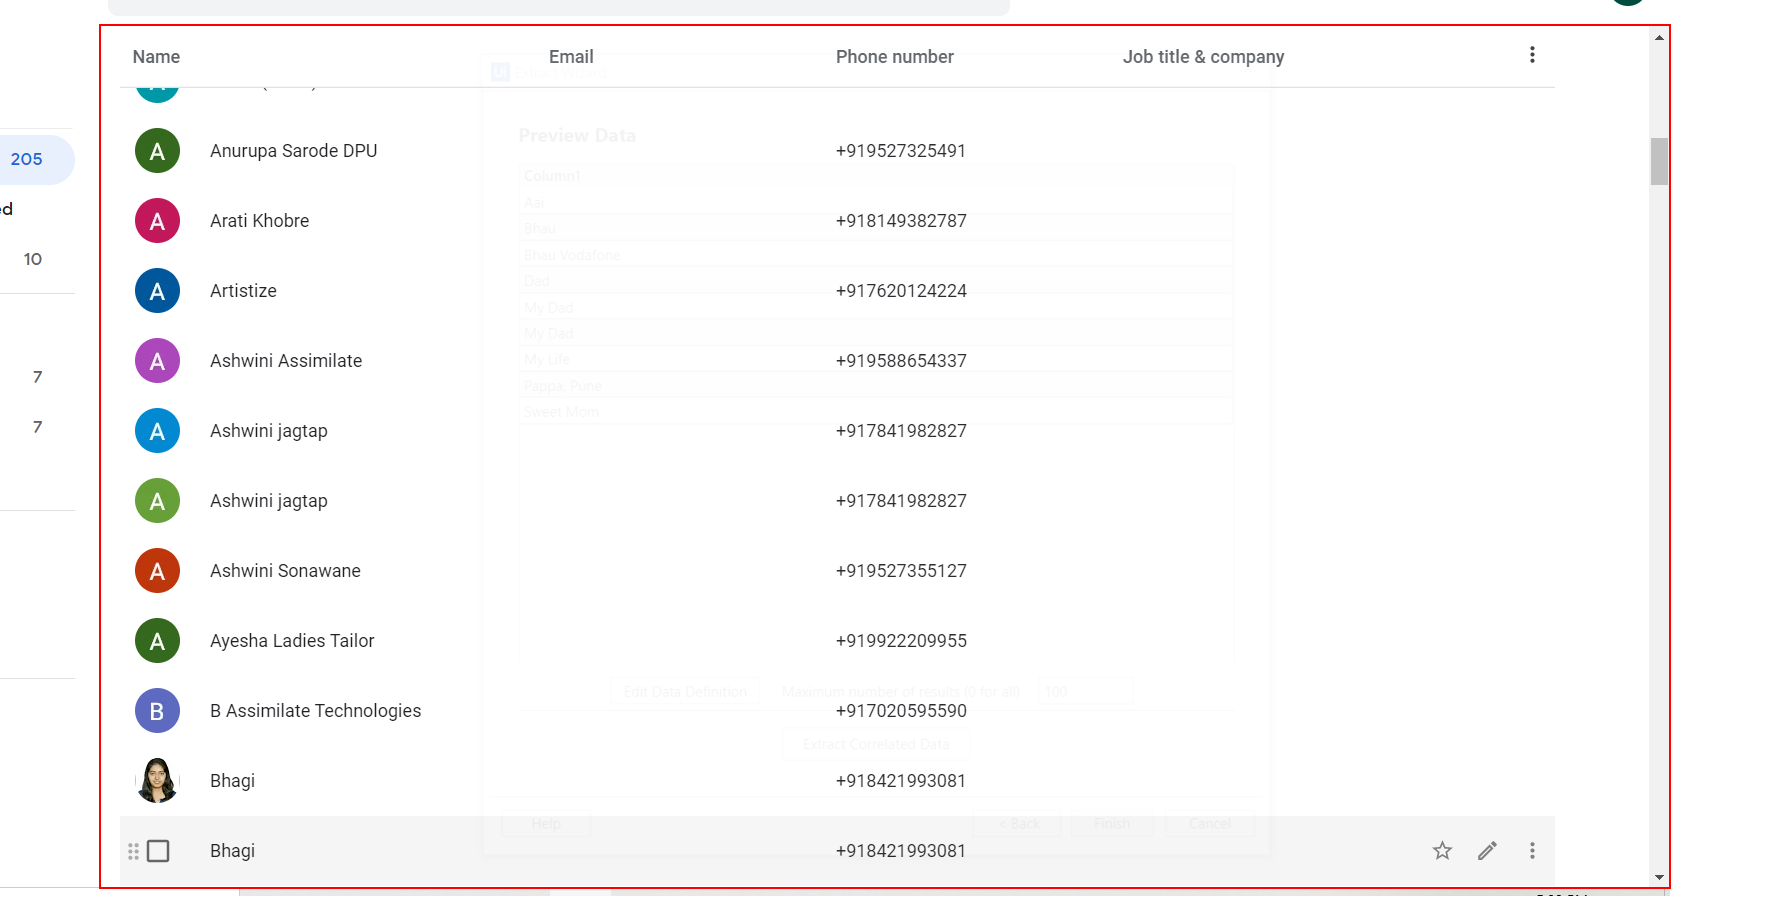 Name Email Phone number Job title & company
Extract Wizard
Preview Data
205
A Anurupa Sarode DPU +919527325491
Column1
Aai
ed
A Arati Khobre +918149382787
Bhau
10
Bhau Vodafone
Dad
A Artistize +917620124224
My Dad
My Dad
My Life
A Ashwini Assimilate +919588654337
7
Pappa, Pune
Sweet Mom
7
A Ashwini jagtap +917841982827
A Ashwini jagtap +917841982827
A Ashwini Sonawane +919527355127
A Ayesha Ladies Tailor +919922209955
Edit Data Definition Maximum number of results (0 for all) 100
B B Assimilate Technologies +917020595590
Extract Correlated Data
Bhagi +918421993081
Help < Back Finish Cancel
Bhagi +918421993081